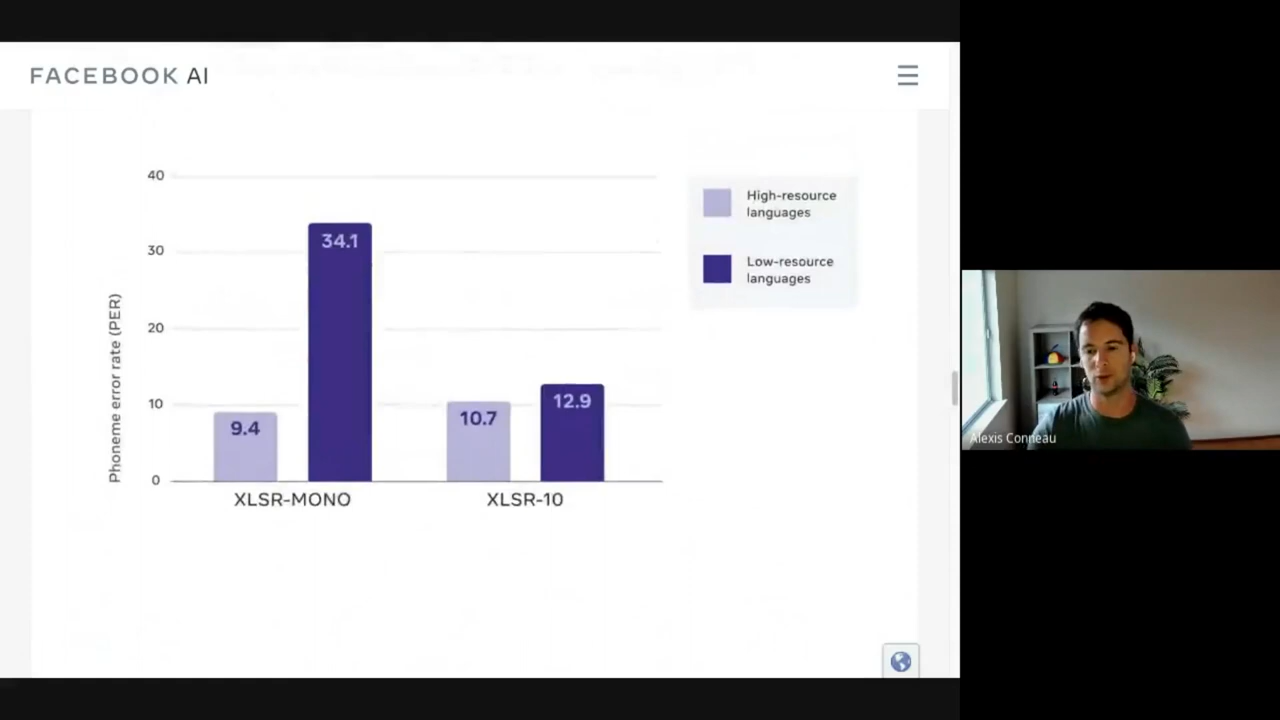 FACEBOOK AI
40
30
20
10
0
Phoneme error rate (PER)
34.1
9.4
10.7
12.9
XLSR-MONO
XLSR-10
High-resource
languages
Low-resource
languages
Alexis Conneau